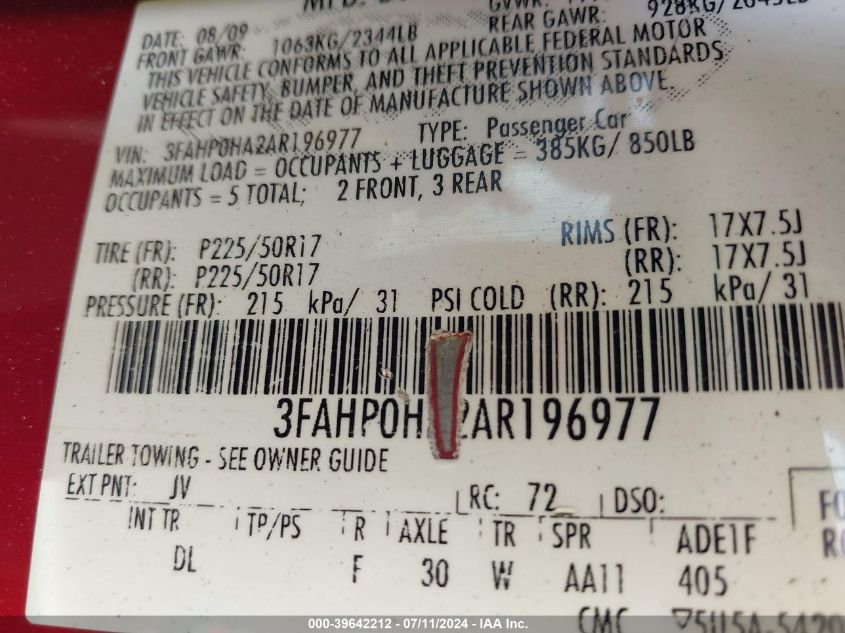 DATE: 08/09
GVWR:
FRONT GAWR: 1063KG/2344LB
REAR GAWR: 928KG/2045LB
THIS VEHICLE CONFORMS TO ALL APPLICABLE FEDERAL MOTOR
VEHICLE SAFETY, BUMPER, AND THEFT PREVENTION STANDARDS
IN EFFECT ON THE DATE OF MANUFACTURE SHOWN ABOVE.
VIN: 3FAHP0HA2AR196977 TYPE: Passenger Car
MAXIMUM LOAD = OCCUPANTS + LUGGAGE = 385KG/ 850LB
OCCUPANTS = 5 TOTAL; 2 FRONT, 3 REAR
TIRE (FR): P225/50R17 RIMS (FR): 17X7.5J
(RR): P225/50R17 (RR): 17X7.5J
PRESSURE (FR): 215 kPa/ 31 PSI COLD (RR): 215 kPa/ 31
3FAHP0H 2AR196977
TRAILER TOWING - SEE OWNER GUIDE
EXT PNT: JV LRC: 72 DSO:
INT TR TP/PS R AXLE TR SPR ADE1F
DL F 30 W AA11 405
000-39642212 - 07/11/2024 - IAA Inc.